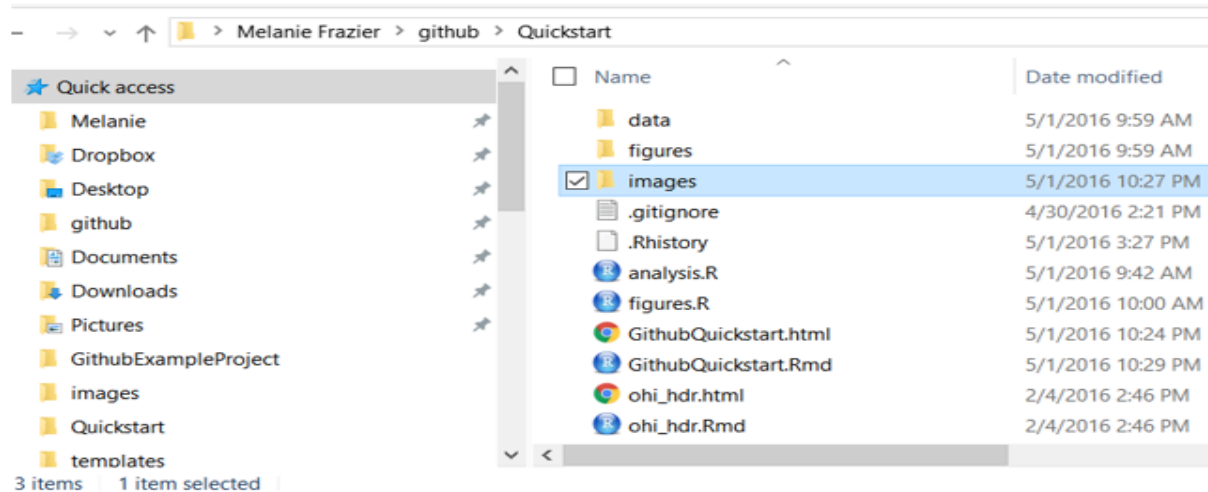 Melanie Frazier > github > Quickstart
Quick access
Melanie
Dropbox
Desktop
github
Documents
Downloads
Pictures
GithubExampleProject
images
Quickstart
templates
Name Date modified
data 5/1/2016 9:59 AM
figures 5/1/2016 9:59 AM
images 5/1/2016 10:27 PM
.gitignore 4/30/2016 2:21 PM
.Rhistory 5/1/2016 3:27 PM
analysis.R 5/1/2016 9:42 AM
figures.R 5/1/2016 10:00 AM
GithubQuickstart.html 5/1/2016 10:24 PM
GithubQuickstart.Rmd 5/1/2016 10:29 PM
ohi_hdr.html 2/4/2016 2:46 PM
ohi_hdr.Rmd 2/4/2016 2:46 PM
3 items 1 item selected